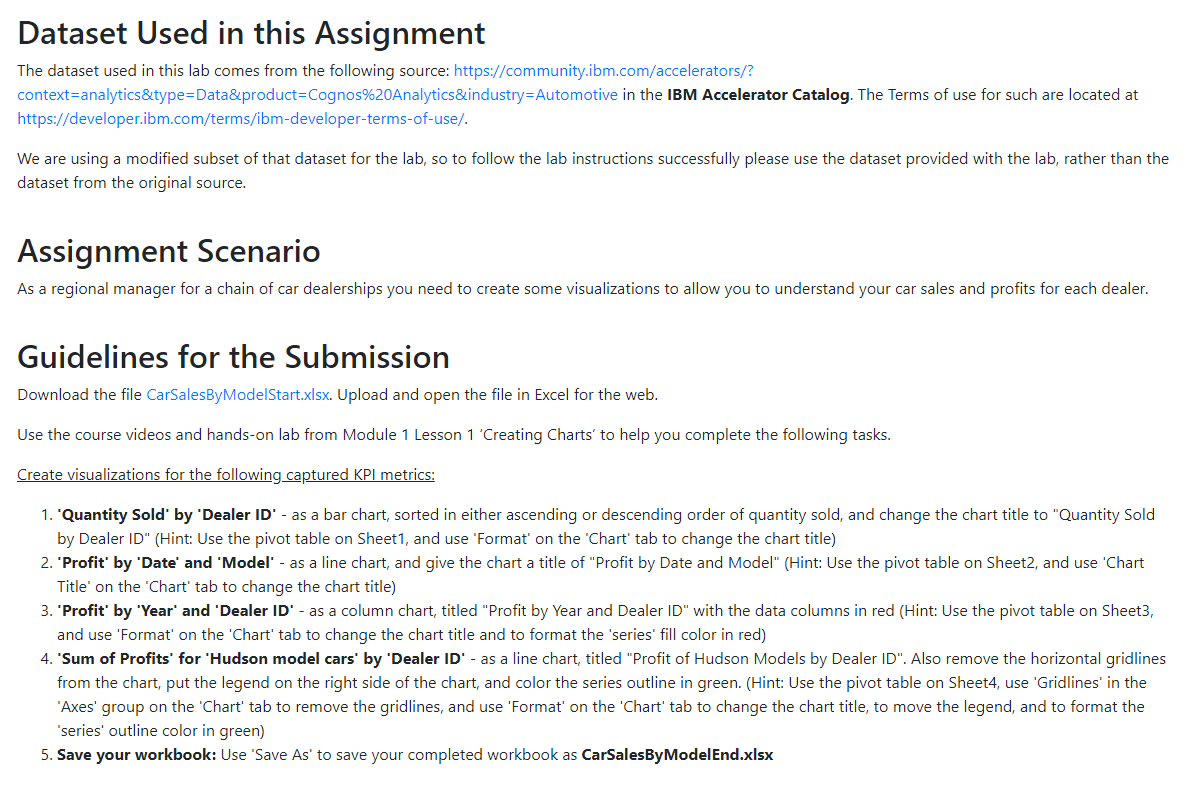 Dataset Used in this Assignment
The dataset used in this lab comes from the following source: https://community.ibm.com/accelerators/?
context=analytics&type=Data&product=Cognos%20Analytics&industry=Automotive in the IBM Accelerator Catalog. The Terms of use for such are located at
https://developer.ibm.com/terms/ibm-developer-terms-of-use/.
We are using a modified subset of that dataset for the lab, so to follow the lab instructions successfully please use the dataset provided with the lab, rather than the
dataset from the original source.
Assignment Scenario
As a regional manager for a chain of car dealerships you need to create some visualizations to allow you to understand your car sales and profits for each dealer.
Guidelines for the Submission
Download the file CarSalesByModelStart.xlsx. Upload and open the file in Excel for the web.
Use the course videos and hands-on lab from Module 1 Lesson 1 ‘Creating Charts‘ to help you complete the following tasks.
Create visualizations for the following captured KPI metrics:
1. 'Quantity Sold' by 'Dealer ID' - as a bar chart, sorted in either ascending or descending order of quantity sold, and change the chart title to "Quantity Sold
by Dealer ID" (Hint: Use the pivot table on Sheet1, and use 'Format' on the 'Chart' tab to change the chart title)
2. 'Profit' by 'Date' and 'Model' - as a line chart, and give the chart a title of "Profit by Date and Model" (Hint: Use the pivot table on Sheet2, and use 'Chart
Title' on the 'Chart' tab to change the chart title)
3. 'Profit' by 'Year' and 'Dealer ID' - as a column chart, titled "Profit by Year and Dealer ID" with the data columns in red (Hint: Use the pivot table on Sheet3,
and use 'Format' on the 'Chart' tab to change the chart title and to format the 'series' fill color in red)
4. 'Sum of Profits' for 'Hudson model cars' by 'Dealer ID' - as a line chart, titled "Profit of Hudson Models by Dealer ID". Also remove the horizontal gridlines
from the chart, put the legend on the right side of the chart, and color the series outline in green. (Hint: Use the pivot table on Sheet4, use 'Gridlines' in the
'Axes' group on the 'Chart' tab to remove the gridlines, and use 'Format' on the 'Chart' tab to change the chart title, to move the legend, and to format the
'series' outline color in green)
5. Save your workbook: Use 'Save As' to save your completed workbook as CarSalesByModelEnd.xlsx